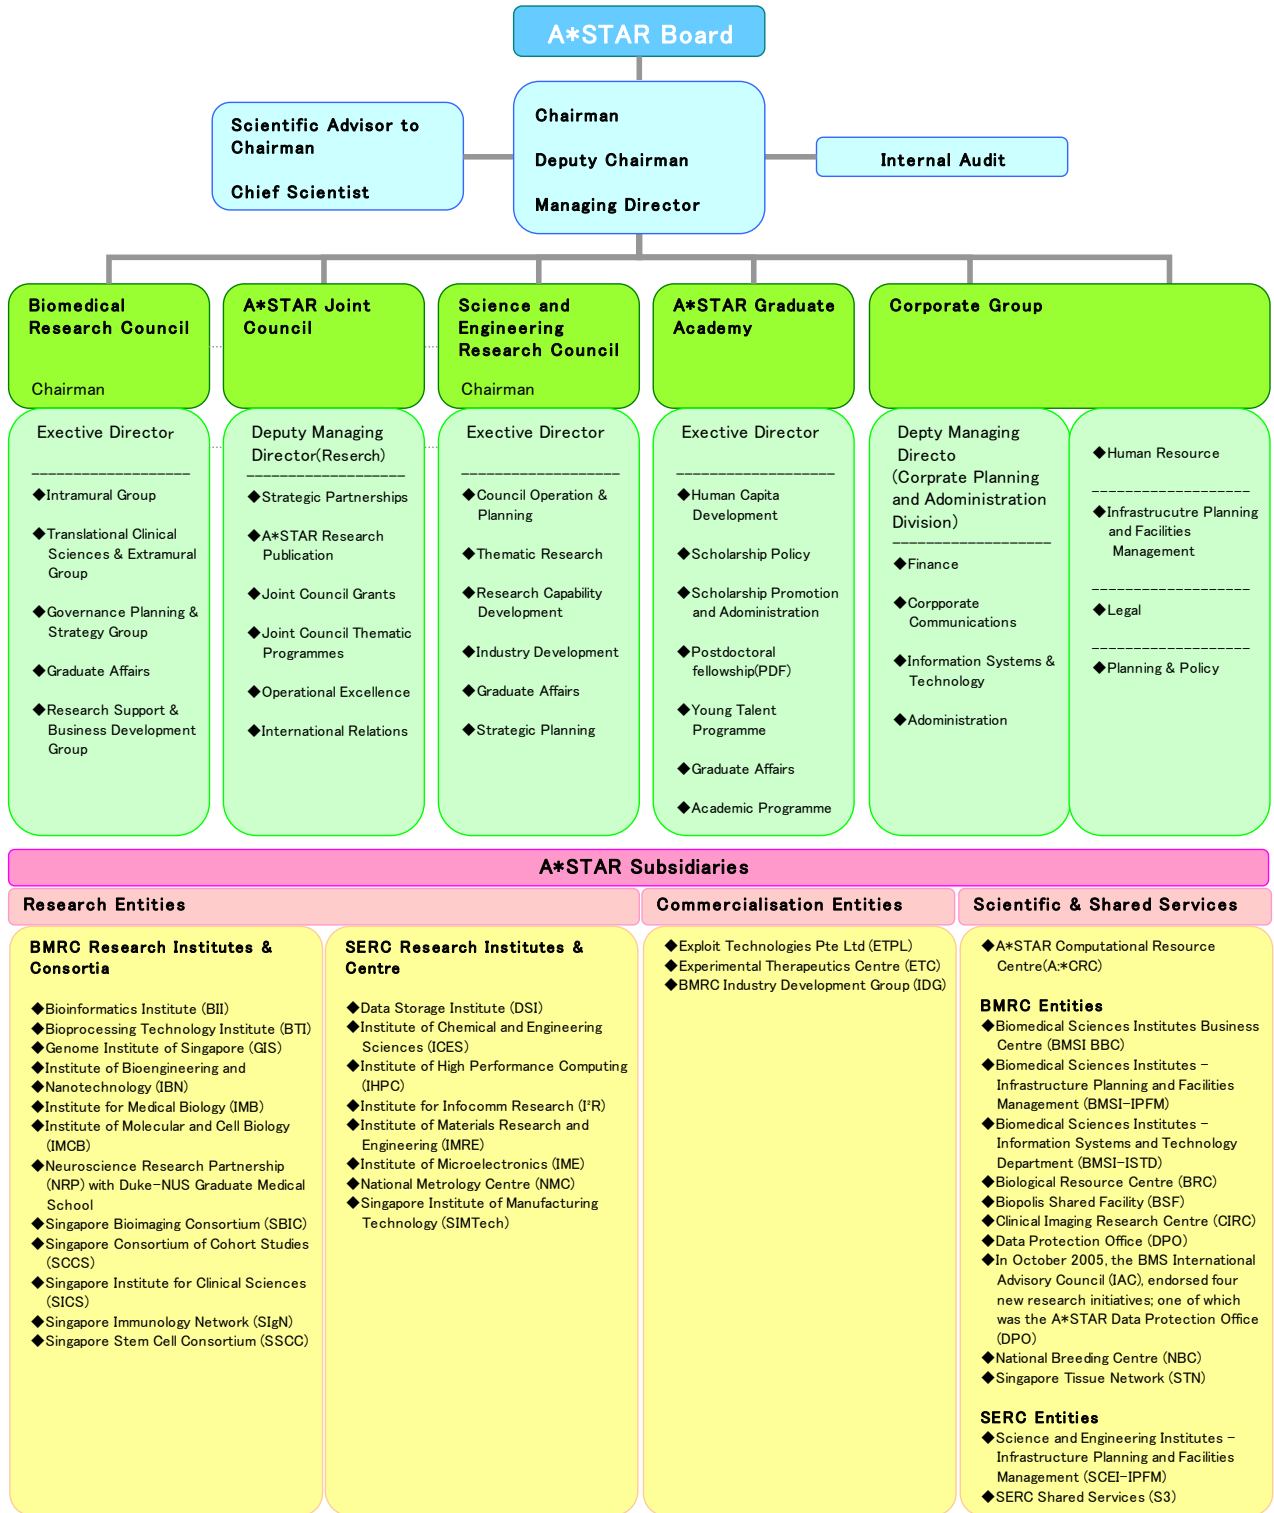 A*STAR Board
Chairman
Deputy Chairman
Managing Director
Scientific Advisor to
Chairman
Chief Scientist
Internal Audit
Biomedical
Research Council
Chairman
Exective Director
___________________
◆Intramural Group
◆Translational Clinical
Sciences & Extramural
Group
◆Governance Planning &
Strategy Group
◆Graduate Affairs
◆Research Support &
Business Development
Group
A*STAR Joint
Council
Deputy Managing
Director(Reserch)
___________________
◆Strategic Partnerships
◆A*STAR Research
Publication
◆Joint Council Grants
◆Joint Council Thematic
Programmes
◆Operational Excellence
◆International Relations
Science and
Engineering
Research Council
Chairman
Exective Director
___________________
◆Council Operation &
Planning
◆Thematic Research
◆Research Capability
Development
◆Industry Development
◆Graduate Affairs
◆Strategic Planning
A*STAR Graduate
Academy
Exective Director
___________________
◆Human Capita
Development
◆Scholarship Policy
◆Scholarship Promotion
and Adoministration
◆Postdoctoral
fellowship(PDF)
◆Young Talent
Programme
◆Graduate Affairs
◆Academic Programme
Corporate Group
Depty Managing
Directo
(Corprate Planning
and Adoministration
Division)
___________________
◆Finance
◆Corpporate
Communications
◆Information Systems &
Technology
◆Adoministration
◆Human Resource
___________________
◆Infrastrucutre Planning
and Facilities
Management
___________________
◆Legal
___________________
◆Planning & Policy
A*STAR Subsidiaries
Research Entities
BMRC Research Institutes &
Consortia
◆Bioinformatics Institute (BII)
◆Bioprocessing Technology Institute (BTI)
◆Genome Institute of Singapore (GIS)
◆Institute of Bioengineering and
◆Nanotechnology (IBN)
◆Institute for Medical Biology (IMB)
◆Institute of Molecular and Cell Biology
(IMCB)
◆Neuroscience Research Partnership
(NRP) with Duke-NUS Graduate Medical
School
◆Singapore Bioimaging Consortium (SBIC)
◆Singapore Consortium of Cohort Studies
(SCCS)
◆Singapore Institute for Clinical Sciences
(SICS)
◆Singapore Immunology Network (SIgN)
◆Singapore Stem Cell Consortium (SSCC)
SERC Research Institutes &
Centre
◆Data Storage Institute (DSI)
◆Institute of Chemical and Engineering
Sciences (ICES)
◆Institute of High Performance Computing
(IHPC)
◆Institute for Infocomm Research (I²R)
◆Institute of Materials Research and
Engineering (IMRE)
◆Institute of Microelectronics (IME)
◆National Metrology Centre (NMC)
◆Singapore Institute of Manufacturing
Technology (SIMTech)
Commercialisation Entities
◆Exploit Technologies Pte Ltd (ETPL)
◆Experimental Therapeutics Centre (ETC)
◆BMRC Industry Development Group (IDG)
Scientific & Shared Services
◆A*STAR Computational Resource
Centre(A:*CRC)
BMRC Entities
◆Biomedical Sciences Institutes Business
Centre (BMSI BBC)
◆Biomedical Sciences Institutes -
Infrastructure Planning and Facilities
Management (BMSI-IPFM)
◆Biomedical Sciences Institutes -
Information Systems and Technology
Department (BMSI-ISTD)
◆Biological Resource Centre (BRC)
◆Biopolis Shared Facility (BSF)
◆Clinical Imaging Research Centre (CIRC)
◆Data Protection Office (DPO)
◆In October 2005, the BMS International
Advisory Council (IAC), endorsed four
new research initiatives; one of which
was the A*STAR Data Protection Office
(DPO)
◆National Breeding Centre (NBC)
◆Singapore Tissue Network (STN)
SERC Entities
◆Science and Engineering Institutes -
Infrastructure Planning and Facilities
Management (SCEI-IPFM)
◆SERC Shared Services (S3)